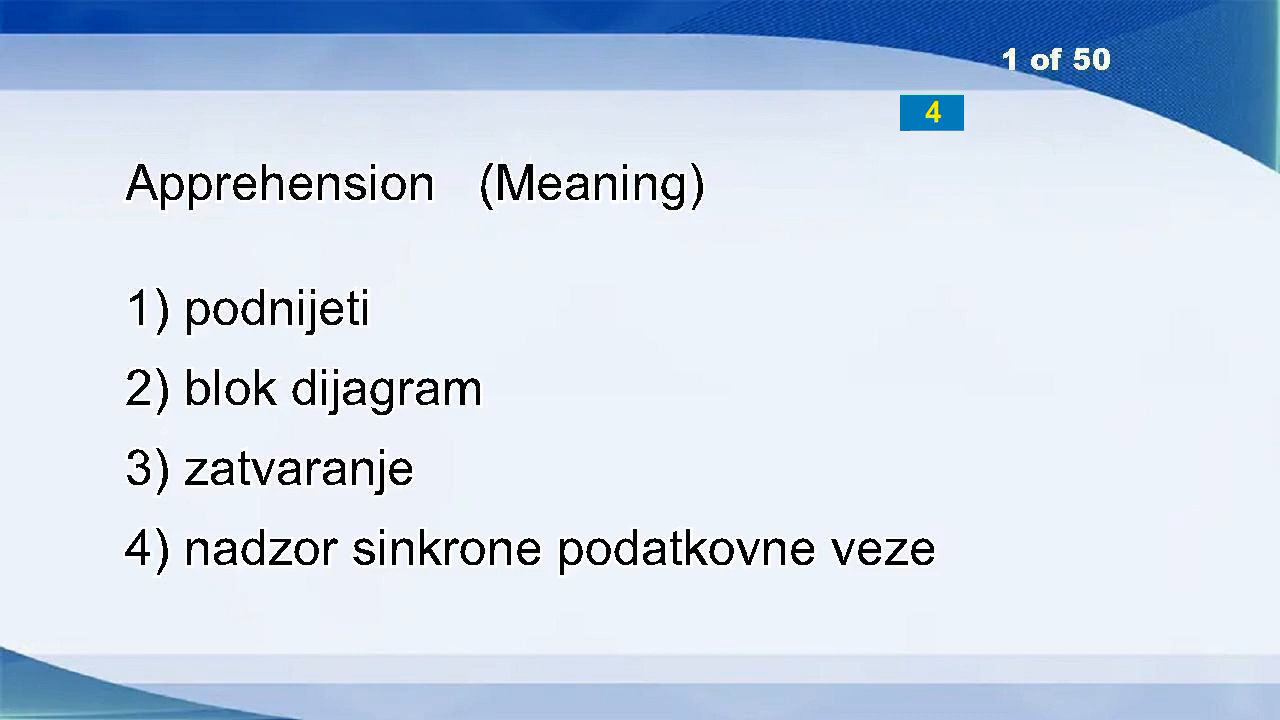 1 of 50
4
Apprehension (Meaning)
1) podnijeti
2) blok dijagram
3) zatvaranje
4) nadzor sinkrone podatkovne veze